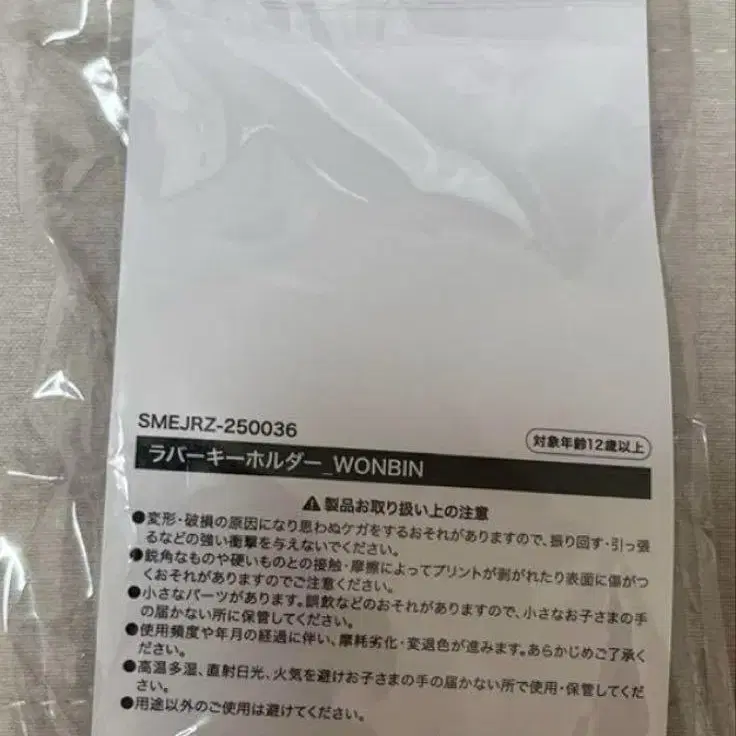 SMEJRZ-250036
対象年齢12歳以上
ラバーキーホルダー_WONBIN
⚠製品お取り扱い上の注意
●変形・破損の原因になり思わぬケガをするおそれがありますので、振り回す・引っ張
るなどの強い衝撃を与えないでください。
●鋭角なものや硬いものとの接触・摩擦によってプリントが剥がれたり表面に傷がつ
くおそれがありますのでご注意ください。
●小さなパーツがあります。誤飲などのおそれがありますので、小さなお子さまの手
の届かない所に保管してください。
●使用頻度や年月の経過に伴い、摩耗劣化・変退色が進みます。あらかじめご了承く
ださい。
●高温多湿、直射日光、火気を避けお子さまの手の届かない所で使用・保管してくだ
さい。
●用途以外のご使用は避けてください。